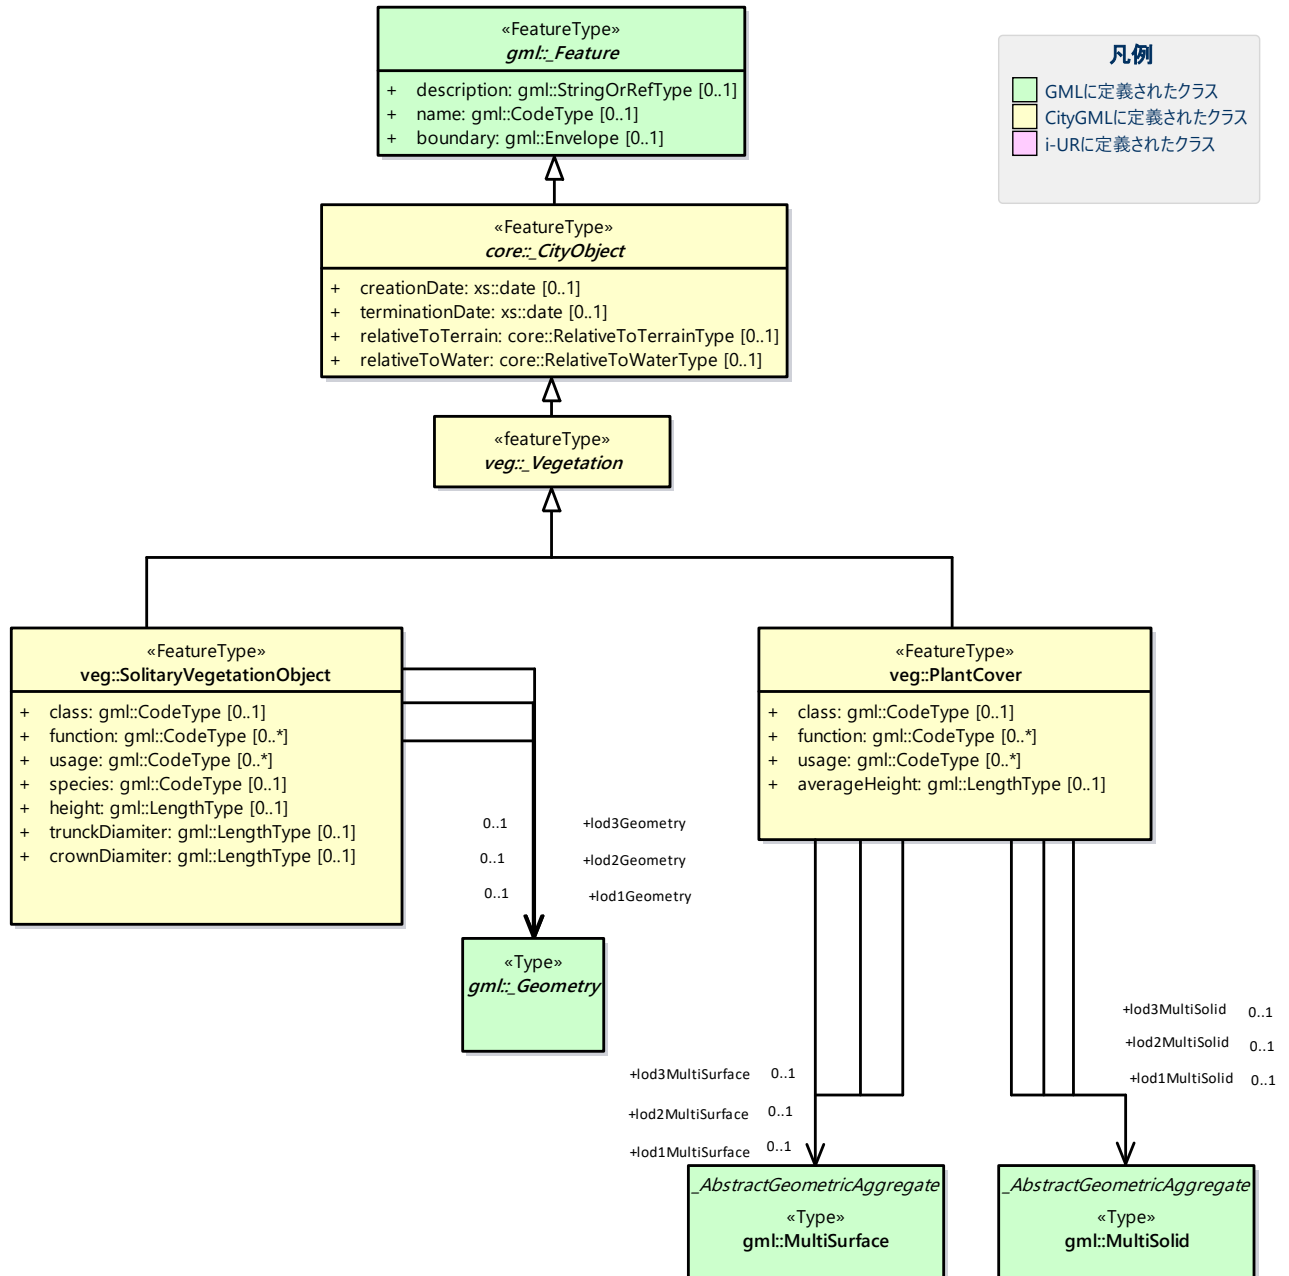 «FeatureType»
gml::_Feature
+ description: gml::StringOrRefType [0..1]
+ name: gml::CodeType [0..1]
+ boundary: gml::Envelope [0..1]
凡例
GMLに定義されたクラス
CityGMLに定義されたクラス
i-URに定義されたクラス
«FeatureType»
core::_CityObject
+ creationDate: xs::date [0..1]
+ terminationDate: xs::date [0..1]
+ relativeToTerrain: core::RelativeToTerrainType [0..1]
+ relativeToWater: core::RelativeToWaterType [0..1]
«featureType»
veg::_Vegetation
«FeatureType»
veg::SolitaryVegetationObject
+ class: gml::CodeType [0..1]
+ function: gml::CodeType [0..*]
+ usage: gml::CodeType [0..*]
+ species: gml::CodeType [0..1]
+ height: gml::LengthType [0..1]
+ trunckDiamiter: gml::LengthType [0..1]
+ crownDiamiter: gml::LengthType [0..1]
«FeatureType»
veg::PlantCover
+ class: gml::CodeType [0..1]
+ function: gml::CodeType [0..*]
+ usage: gml::CodeType [0..*]
+ averageHeight: gml::LengthType [0..1]
0..1 +lod3Geometry
0..1 +lod2Geometry
0..1 +lod1Geometry
«Type»
gml::_Geometry
+lod3MultiSurface 0..1
+lod2MultiSurface 0..1
+lod1MultiSurface 0..1
+lod3MultiSolid 0..1
+lod2MultiSolid 0..1
+lod1MultiSolid 0..1
_AbstractGeometricAggregate
«Type»
gml::MultiSurface
_AbstractGeometricAggregate
«Type»
gml::MultiSolid